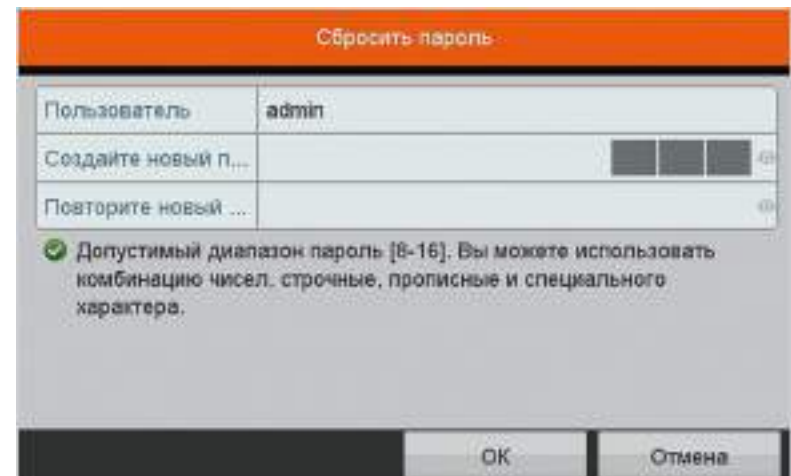 Сбросить пароль
Пользователь admin
Создайте новый п...
Повторите новый ...
Допустимый диапазон пароль [8-16]. Вы можете использовать
комбинацию чисел, строчные, прописные и специального
характера.
OK Отмена